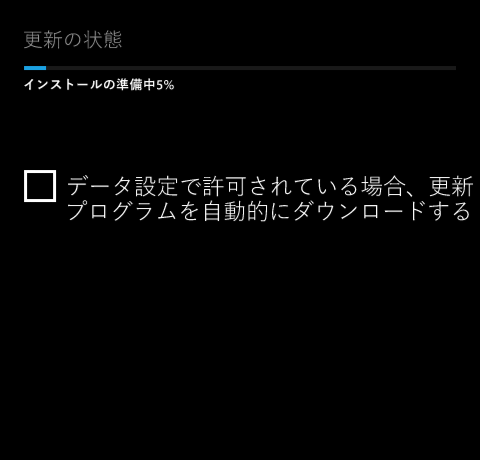 更新の状態
インストールの準備中5%
データ設定で許可されている場合、更新
プログラムを自動的にダウンロードする